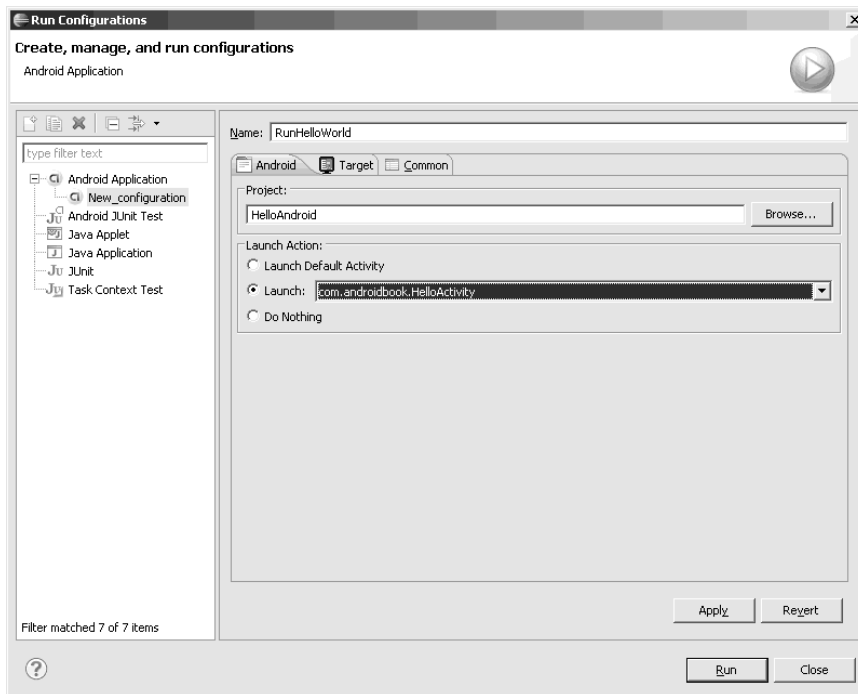 Run Configurations
Create, manage, and run configurations
Android Application
type filter text
Android Application
New_configuration
Android JUnit Test
Java Applet
Java Application
JUnit
Task Context Test
Filter matched 7 of 7 items
Name: RunHelloWorld
Android Target Common
Project:
HelloAndroid Browse...
Launch Action:
Launch Default Activity
Launch: com.androidbook.HelloActivity
Do Nothing
Apply Revert
Run Close